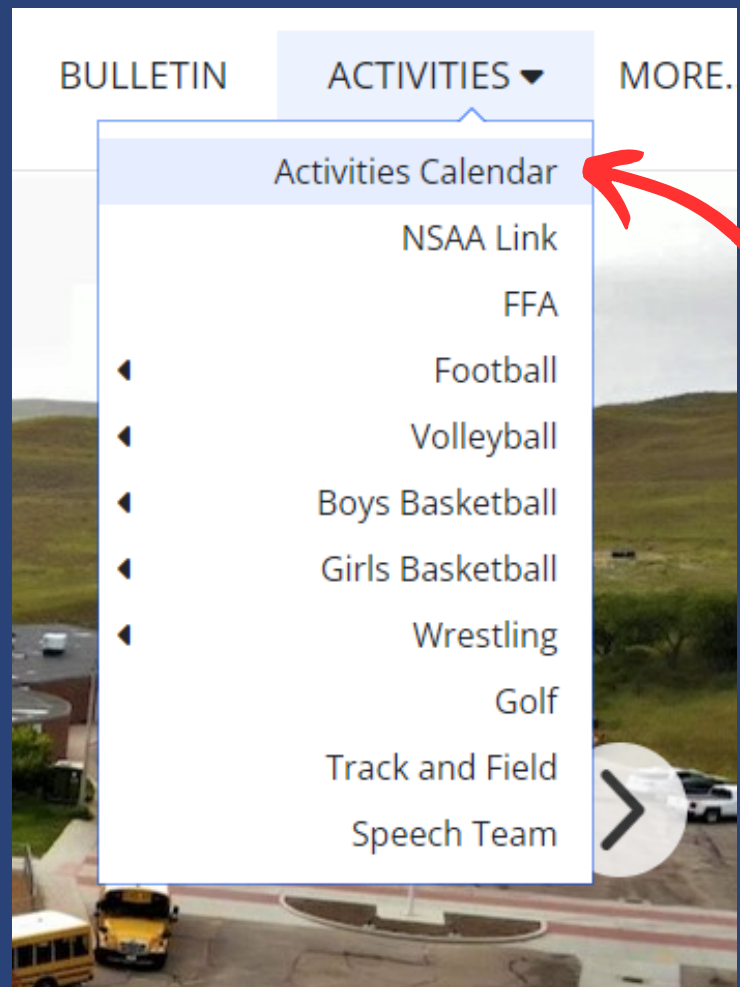 BULLETIN ACTIVITIES MORE.
Activities Calendar
NSAA Link
FFA
Football
Volleyball
Boys Basketball
Girls Basketball
Wrestling
Golf
Track and Field
Speech Team